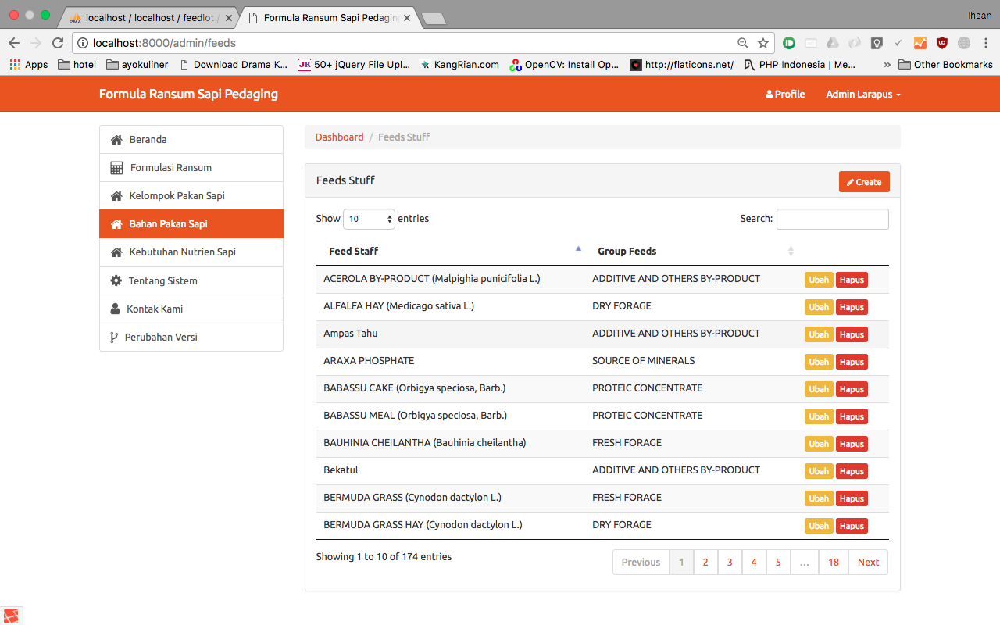 PMA localhost / localhost / feedlot / Formula Ransum Sapi Pedaging Ihsan
localhost:8000/admin/feeds
Apps hotel ayokuliner Download Drama K... JR 50+ jQuery File Upl... KangRian.com OpenCV: Install Op... http://flaticons.net/ PHP Indonesia | Me... » Other Bookmarks
Formula Ransum Sapi Pedaging Profile Admin Larapus
Beranda
Formulasi Ransum
Kelompok Pakan Sapi
Bahan Pakan Sapi
Kebutuhan Nutrien Sapi
Tentang Sistem
Kontak Kami
Perubahan Versi
Dashboard / Feeds Stuff
Feeds Stuff Create
Show 10 entries Search:
Feed Staff Group Feeds
ACEROLA BY-PRODUCT (Malpighia punicifolia L.) ADDITIVE AND OTHERS BY-PRODUCT Ubah Hapus
ALFALFA HAY (Medicago sativa L.) DRY FORAGE Ubah Hapus
Ampas Tahu ADDITIVE AND OTHERS BY-PRODUCT Ubah Hapus
ARAXA PHOSPHATE SOURCE OF MINERALS Ubah Hapus
BABASSU CAKE (Orbigya speciosa, Barb.) PROTEIC CONCENTRATE Ubah Hapus
BABASSU MEAL (Orbigya speciosa, Barb.) PROTEIC CONCENTRATE Ubah Hapus
BAUHINIA CHEILANTHA (Bauhinia cheilantha) FRESH FORAGE Ubah Hapus
Bekatul ADDITIVE AND OTHERS BY-PRODUCT Ubah Hapus
BERMUDA GRASS (Cynodon dactylon L.) FRESH FORAGE Ubah Hapus
BERMUDA GRASS HAY (Cynodon dactylon L.) DRY FORAGE Ubah Hapus
Showing 1 to 10 of 174 entries Previous 1 2 3 4 5 ... 18 Next